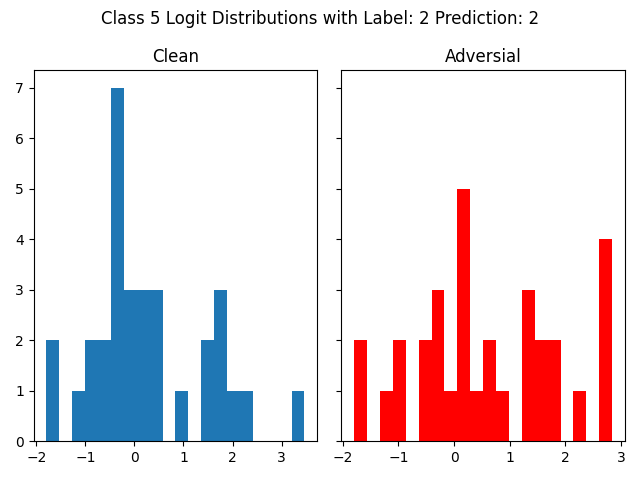 Class 5 Logit Distributions with Label: 2 Prediction: 2
Clean
Adversial
7
6
5
4
3
2
1
0
−2 −1 0 1 2 3
−2 −1 0 1 2 3